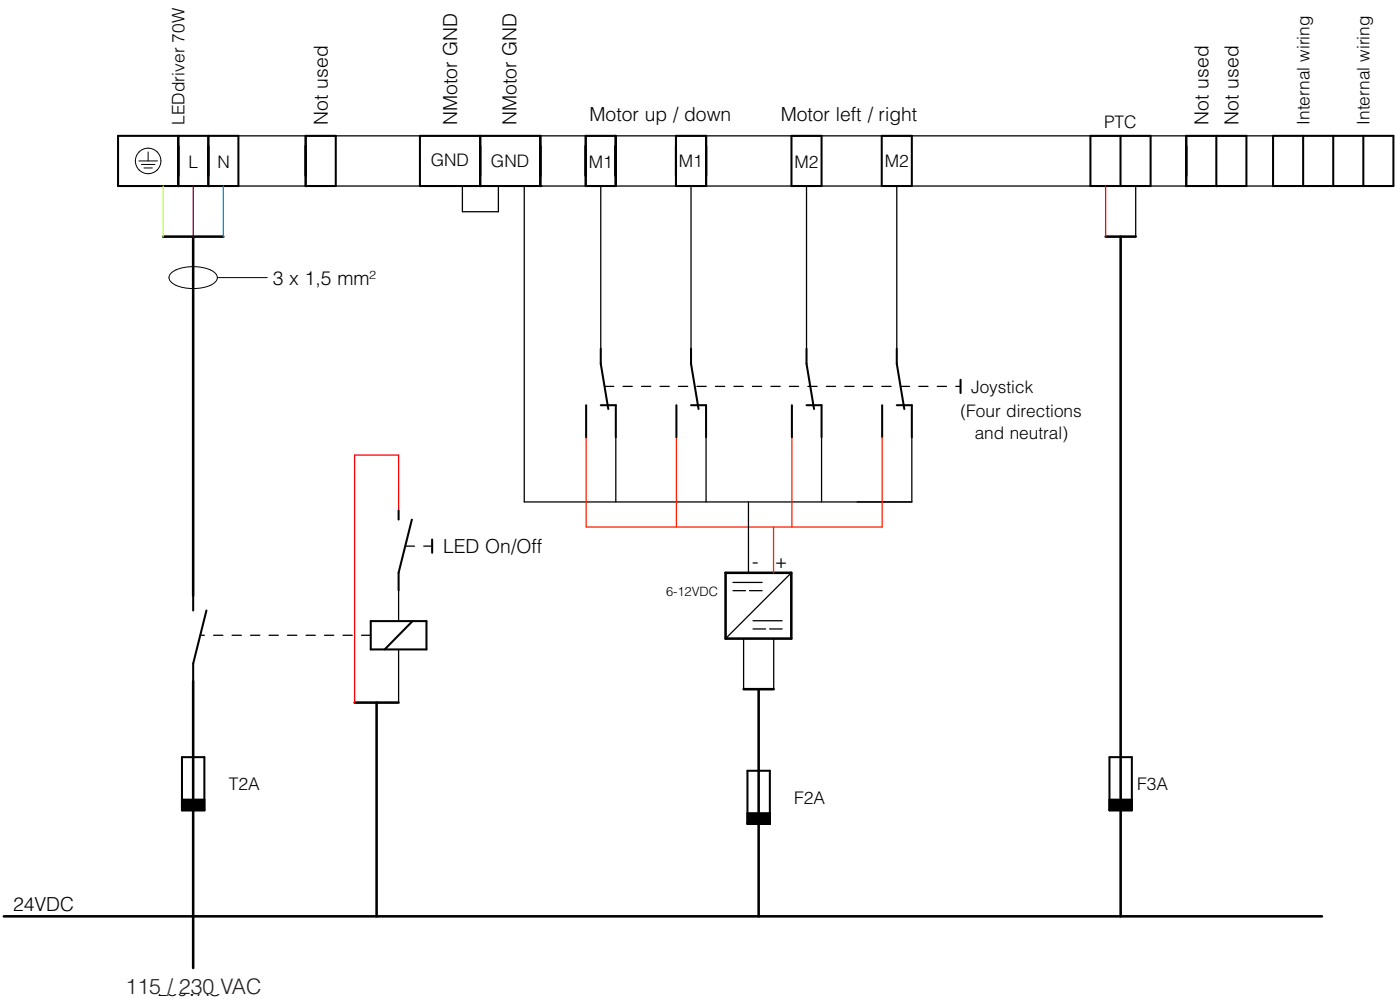 LEDdriver 70W
Not used
NMotor GND
NMotor GND
Motor up / down
Motor left / right
PTC
Not used
Not used
Internal wiring
Internal wiring
L
N
GND
GND
M1
M1
M2
M2
3 x 1,5 mm²
Joystick
(Four directions
and neutral)
LED On/Off
- +
6-12VDC
T2A
F2A
F3A
24VDC
115 / 230 VAC